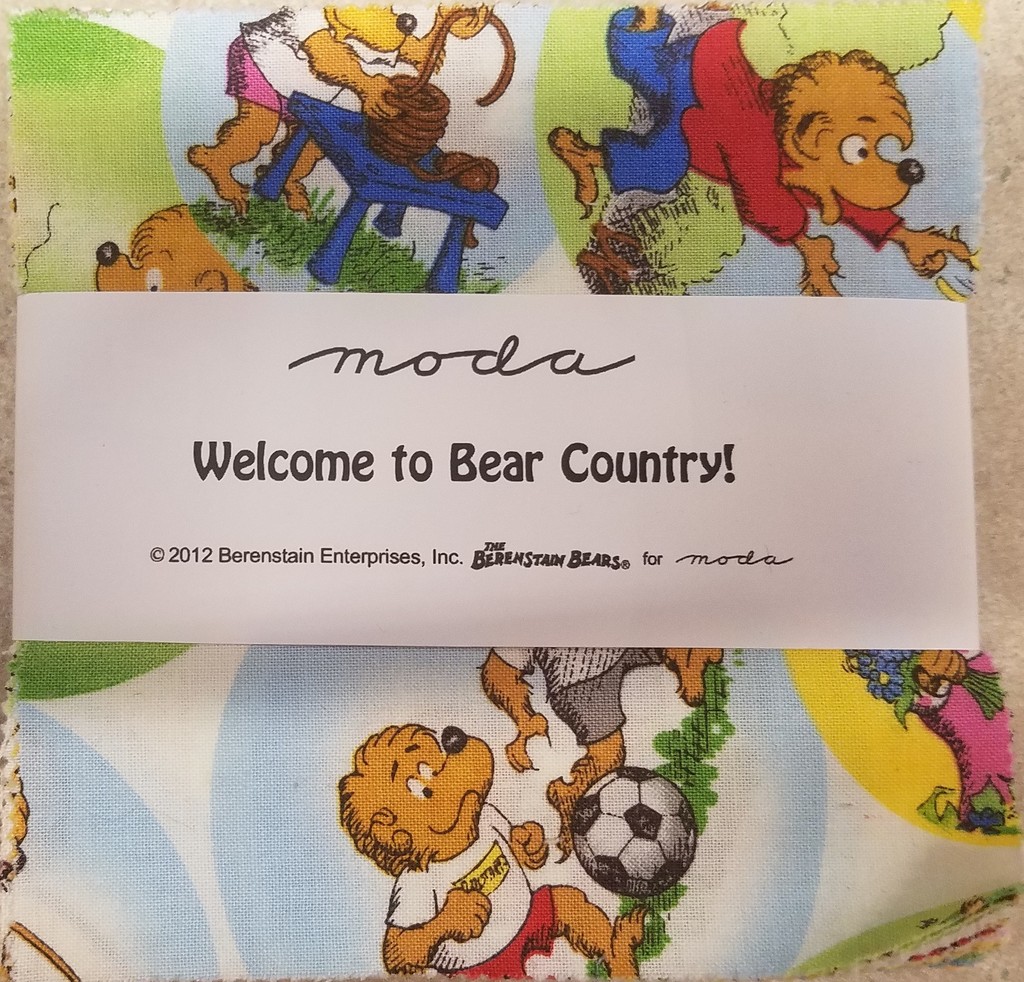 moda
Welcome to Bear Country!
© 2012 Berenstain Enterprises, Inc. THE BERENSTAIN BEARS® for moda